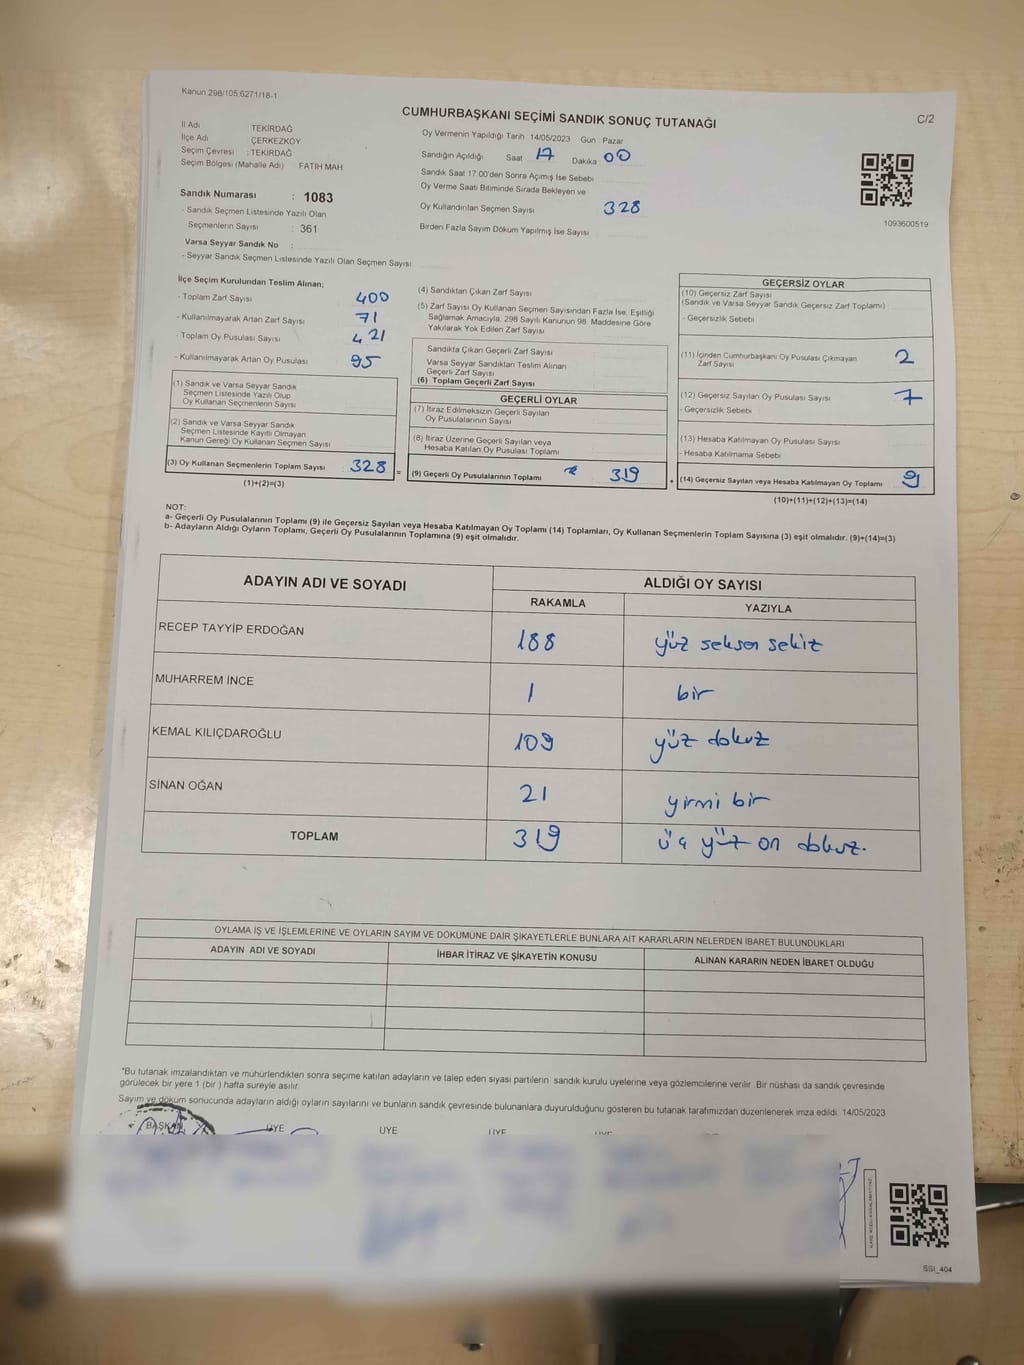 Kanun 298/105,6271/18-1
CUMHURBAŞKANI SEÇİMİ SANDIK SONUÇ TUTANAĞI
C/2
İl Adı TEKİRDAĞ
İlçe Adı ÇERKEZKÖY
Seçim Çevresi : TEKİRDAĞ
Seçim Bölgesi (Mahalle Adı) FATİH MAH
Oy Vermenin Yapıldığı Tarih 14/05/2023 Gün Pazar
Sandığın Açıldığı Saat 17 Dakika 00
Sandık Saat 17:00'den Sonra Açımış İse Sebebi
Oy Verme Saati Bitiminde Sırada Bekleyen ve
Oy Kullandırılan Seçmen Sayısı 328
Birden Fazla Sayım Döküm Yapılmış İse Sayısı
1093600519
Sandık Numarası : 1083
- Sandık Seçmen Listesinde Yazılı Olan
Seçmenlerin Sayısı : 361
Varsa Seyyar Sandık No :
- Seyyar Sandık Seçmen Listesinde Yazılı Olan Seçmen Sayısı
İlçe Seçim Kurulundan Teslim Alınan;
- Toplam Zarf Sayısı 400
- Kullanılmayarak Artan Zarf Sayısı 71
- Toplam Oy Pusulası Sayısı 421
- Kullanılmayarak Artan Oy Pusulası 95
(1) Sandık ve Varsa Seyyar Sandık
Seçmen Listesinde Yazılı Olup
Oy Kullanan Seçmenlerin Sayısı
(2) Sandık ve Varsa Seyyar Sandık
Seçmen Listesinde Kayıtlı Olmayan
Kanun Gereği Oy Kullanan Seçmen Sayısı
(3) Oy Kullanan Seçmenlerin Toplam Sayısı 328 =
(1)+(2)=(3)
(4) Sandıktan Çıkan Zarf Sayısı
(5) Zarf Sayısı Oy Kullanan Seçmen Sayısından Fazla İse, Eşitliği
Sağlamak Amacıyla, 298 Sayılı Kanunun 98. Maddesine Göre
Yakılarak Yok Edilen Zarf Sayısı
Sandıkta Çıkan Geçerli Zarf Sayısı
Varsa Seyyar Sandıktan Teslim Alınan
Geçerli Zarf Sayısı
(6) Toplam Geçerli Zarf Sayısı
GEÇERLİ OYLAR
(7) İtiraz Edilmeksizin Geçerli Sayılan
Oy Pusulalarının Sayısı
(8) İtiraz Üzerine Geçerli Sayılan veya
Hesaba Katılan Oy Pusulası Toplamı
(9) Geçerli Oy Pusulalarının Toplamı 319 +
GEÇERSİZ OYLAR
(10) Geçersiz Zarf Sayısı
(Sandık ve Varsa Seyyar Sandık Geçersiz Zarf Toplamı)
- Geçersizlik Sebebi
(11) İçinden Cumhurbaşkanı Oy Pusulası Çıkmayan
Zarf Sayısı 2
(12) Geçersiz Sayılan Oy Pusulası Sayısı 7
- Geçersizlik Sebebi
(13) Hesaba Katılmayan Oy Pusulası Sayısı
- Hesaba Katılmama Sebebi
(14) Geçersiz Sayılan veya Hesaba Katılmayan Oy Toplamı 9
(10)+(11)+(12)+(13)=(14)
NOT:
a- Geçerli Oy Pusulalarının Toplamı (9) ile Geçersiz Sayılan veya Hesaba Katılmayan Oy Toplamı (14) Toplamları, Oy Kullanan Seçmenlerin Toplam Sayısına (3) eşit olmalıdır. (9)+(14)=(3)
b- Adayların Aldığı Oyların Toplamı, Geçerli Oy Pusulalarının Toplamına (9) eşit olmalıdır.
ADAYIN ADI VE SOYADI ALDIĞI OY SAYISI
RAKAMLA YAZIYLA
RECEP TAYYİP ERDOĞAN 188 yüz seksen sekiz
MUHARREM İNCE 1 bir
KEMAL KILIÇDAROĞLU 109 yüz dokuz
SİNAN OĞAN 21 yirmi bir
TOPLAM 319 üç yüz on dokuz.
OYLAMA İŞ VE İŞLEMLERİNE VE OYLARIN SAYIM VE DÖKÜMÜNE DAİR ŞİKAYETLERLE BUNLARA AİT KARARLARIN NELERDEN İBARET BULUNDUKLARI
ADAYIN ADI VE SOYADI İHBAR İTİRAZ VE ŞİKAYETİN KONUSU ALINAN KARARIN NEDEN İBARET OLDUĞU
"Bu tutanak imzalandıktan ve mühürlendikten sonra seçime katılan adayların ve talep eden siyasi partilerin sandık kurulu üyelerine veya gözlemcilerine verilir. Bir nüshası da sandık çevresinde
görülecek bir yere 1 (bir ) hafta süreyle asılır.
Sayım ve döküm sonucunda adayların aldığı oyların sayılarını ve bunların sandık çevresinde bulunanlara duyurulduğunu gösteren bu tutanak tarafımızdan düzenlenerek imza edildi. 14/05/2023
BAŞKAN ÜYE ÜYE ÜYE
SSI_404